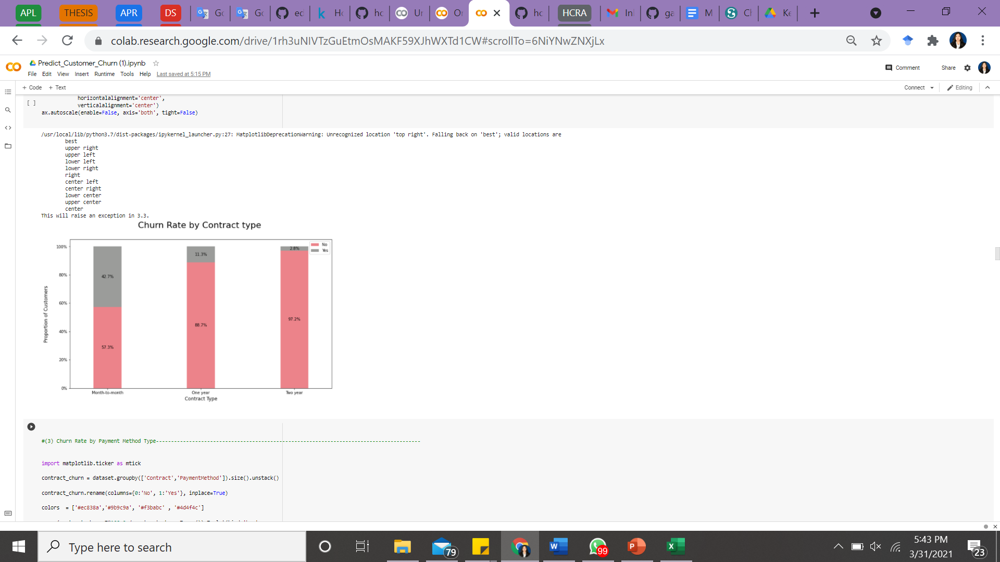 APL
THESIS
APR
DS
Go
Go
ed
Ho
hc
Ur
Or
hc
HCRA
In
ga
M
Cl
Ke
colab.research.google.com/drive/1rh3uNIVTzGuEtmOsMAKF59XJhWXTd1CW#scrollTo=6NiYNwZNXjLx
Predict_Customer_Churn (1).ipynb
Comment
Share
File Edit View Insert Runtime Tools Help Last saved at 5:15 PM
+ Code + Text
Connect
Editing
[ ]
horizontalalignment='center',
verticalalignment='center')
ax.autoscale(enable=False, axis='both', tight=False)
/usr/local/lib/python3.7/dist-packages/ipykernel_launcher.py:27: MatplotlibDeprecationWarning: Unrecognized location 'top right'. Falling back on 'best'; valid locations are
best
upper right
upper left
lower left
lower right
right
center left
center right
lower center
upper center
center
This will raise an exception in 3.3.
Churn Rate by Contract type
No
Yes
100%
80%
60%
40%
20%
0%
Proportion of Customers
42.7%
57.3%
11.3%
88.7%
2.8%
97.2%
Month-to-month
One year
Two year
Contract Type
#(3) Churn Rate by Payment Method Type----------------------------------------------------------------------------------------
import matplotlib.ticker as mtick
contract_churn = dataset.groupby(['Contract','PaymentMethod']).size().unstack()
contract_churn.rename(columns={0:'No', 1:'Yes'}, inplace=True)
colors = ['#ec838a','#9b9c9a', '#f3babc' , '#4d4f4c']
Type here to search
79
99
5:43 PM
3/31/2021
23